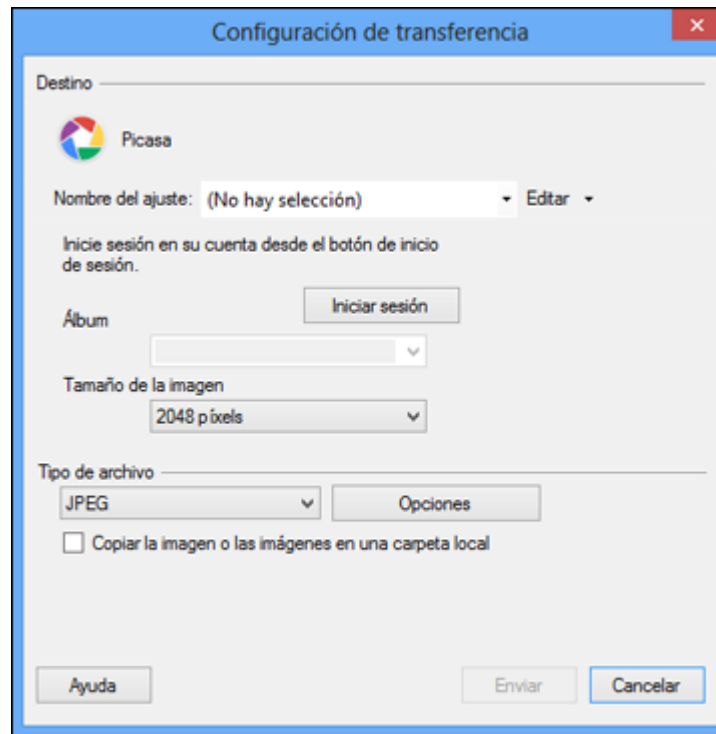 Configuración de transferencia
Destino
Picasa
Nombre del ajuste: (No hay selección) Editar
Inicie sesión en su cuenta desde el botón de inicio
de sesión.
Iniciar sesión
Álbum
Tamaño de la imagen
2048 píxels
Tipo de archivo
JPEG Opciones
Copiar la imagen o las imágenes en una carpeta local
Ayuda Enviar Cancelar